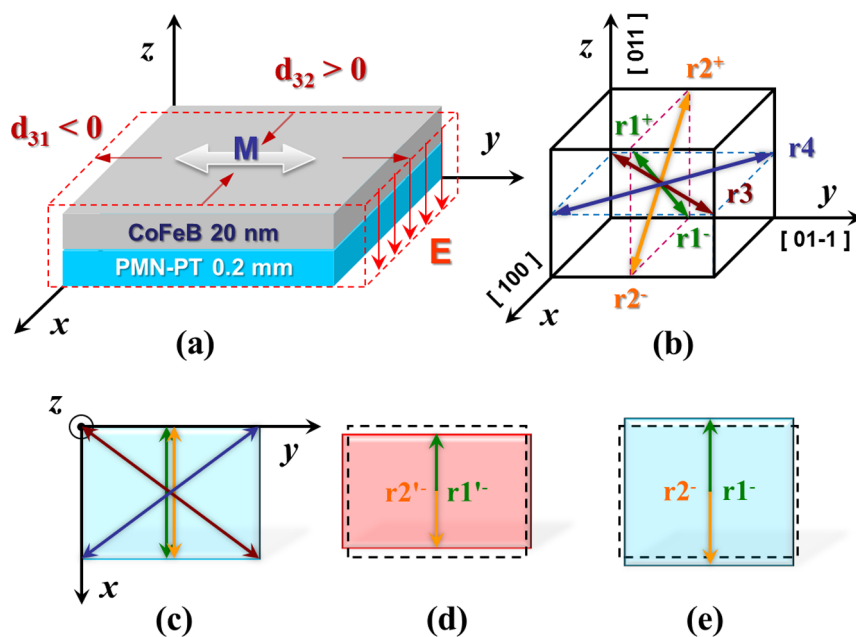 z
d32 > 0
d31 < 0
M
y
CoFeB 20 nm
PMN-PT 0.2 mm
E
x
(a)
z
[ 011 ]
r2+
r1+
r4
r3
y
r1-
[ 01-1 ]
[ 100 ]
r2-
x
(b)
z
y
x
(c)
r2'- r1'-
(d)
r2- r1-
(e)